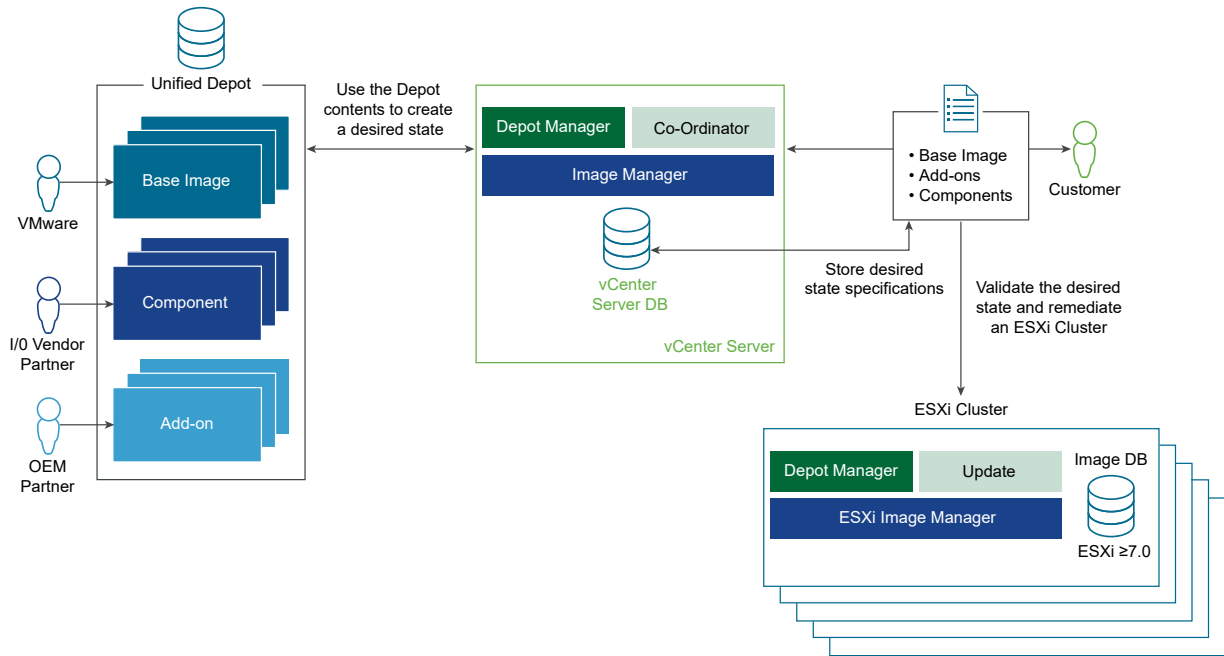 Unified Depot
Base Image
VMware
Component
I/0 Vendor
Partner
Add-on
OEM
Partner
Use the Depot
contents to create
a desired state
Depot Manager
Co-Ordinator
Image Manager
vCenter
Server DB
vCenter Server
• Base Image
• Add-ons
• Components
Customer
Store desired
state specifications
Validate the desired
state and remediate
an ESXi Cluster
ESXi Cluster
Depot Manager
Update
ESXi Image Manager
Image DB
ESXi ≥7.0